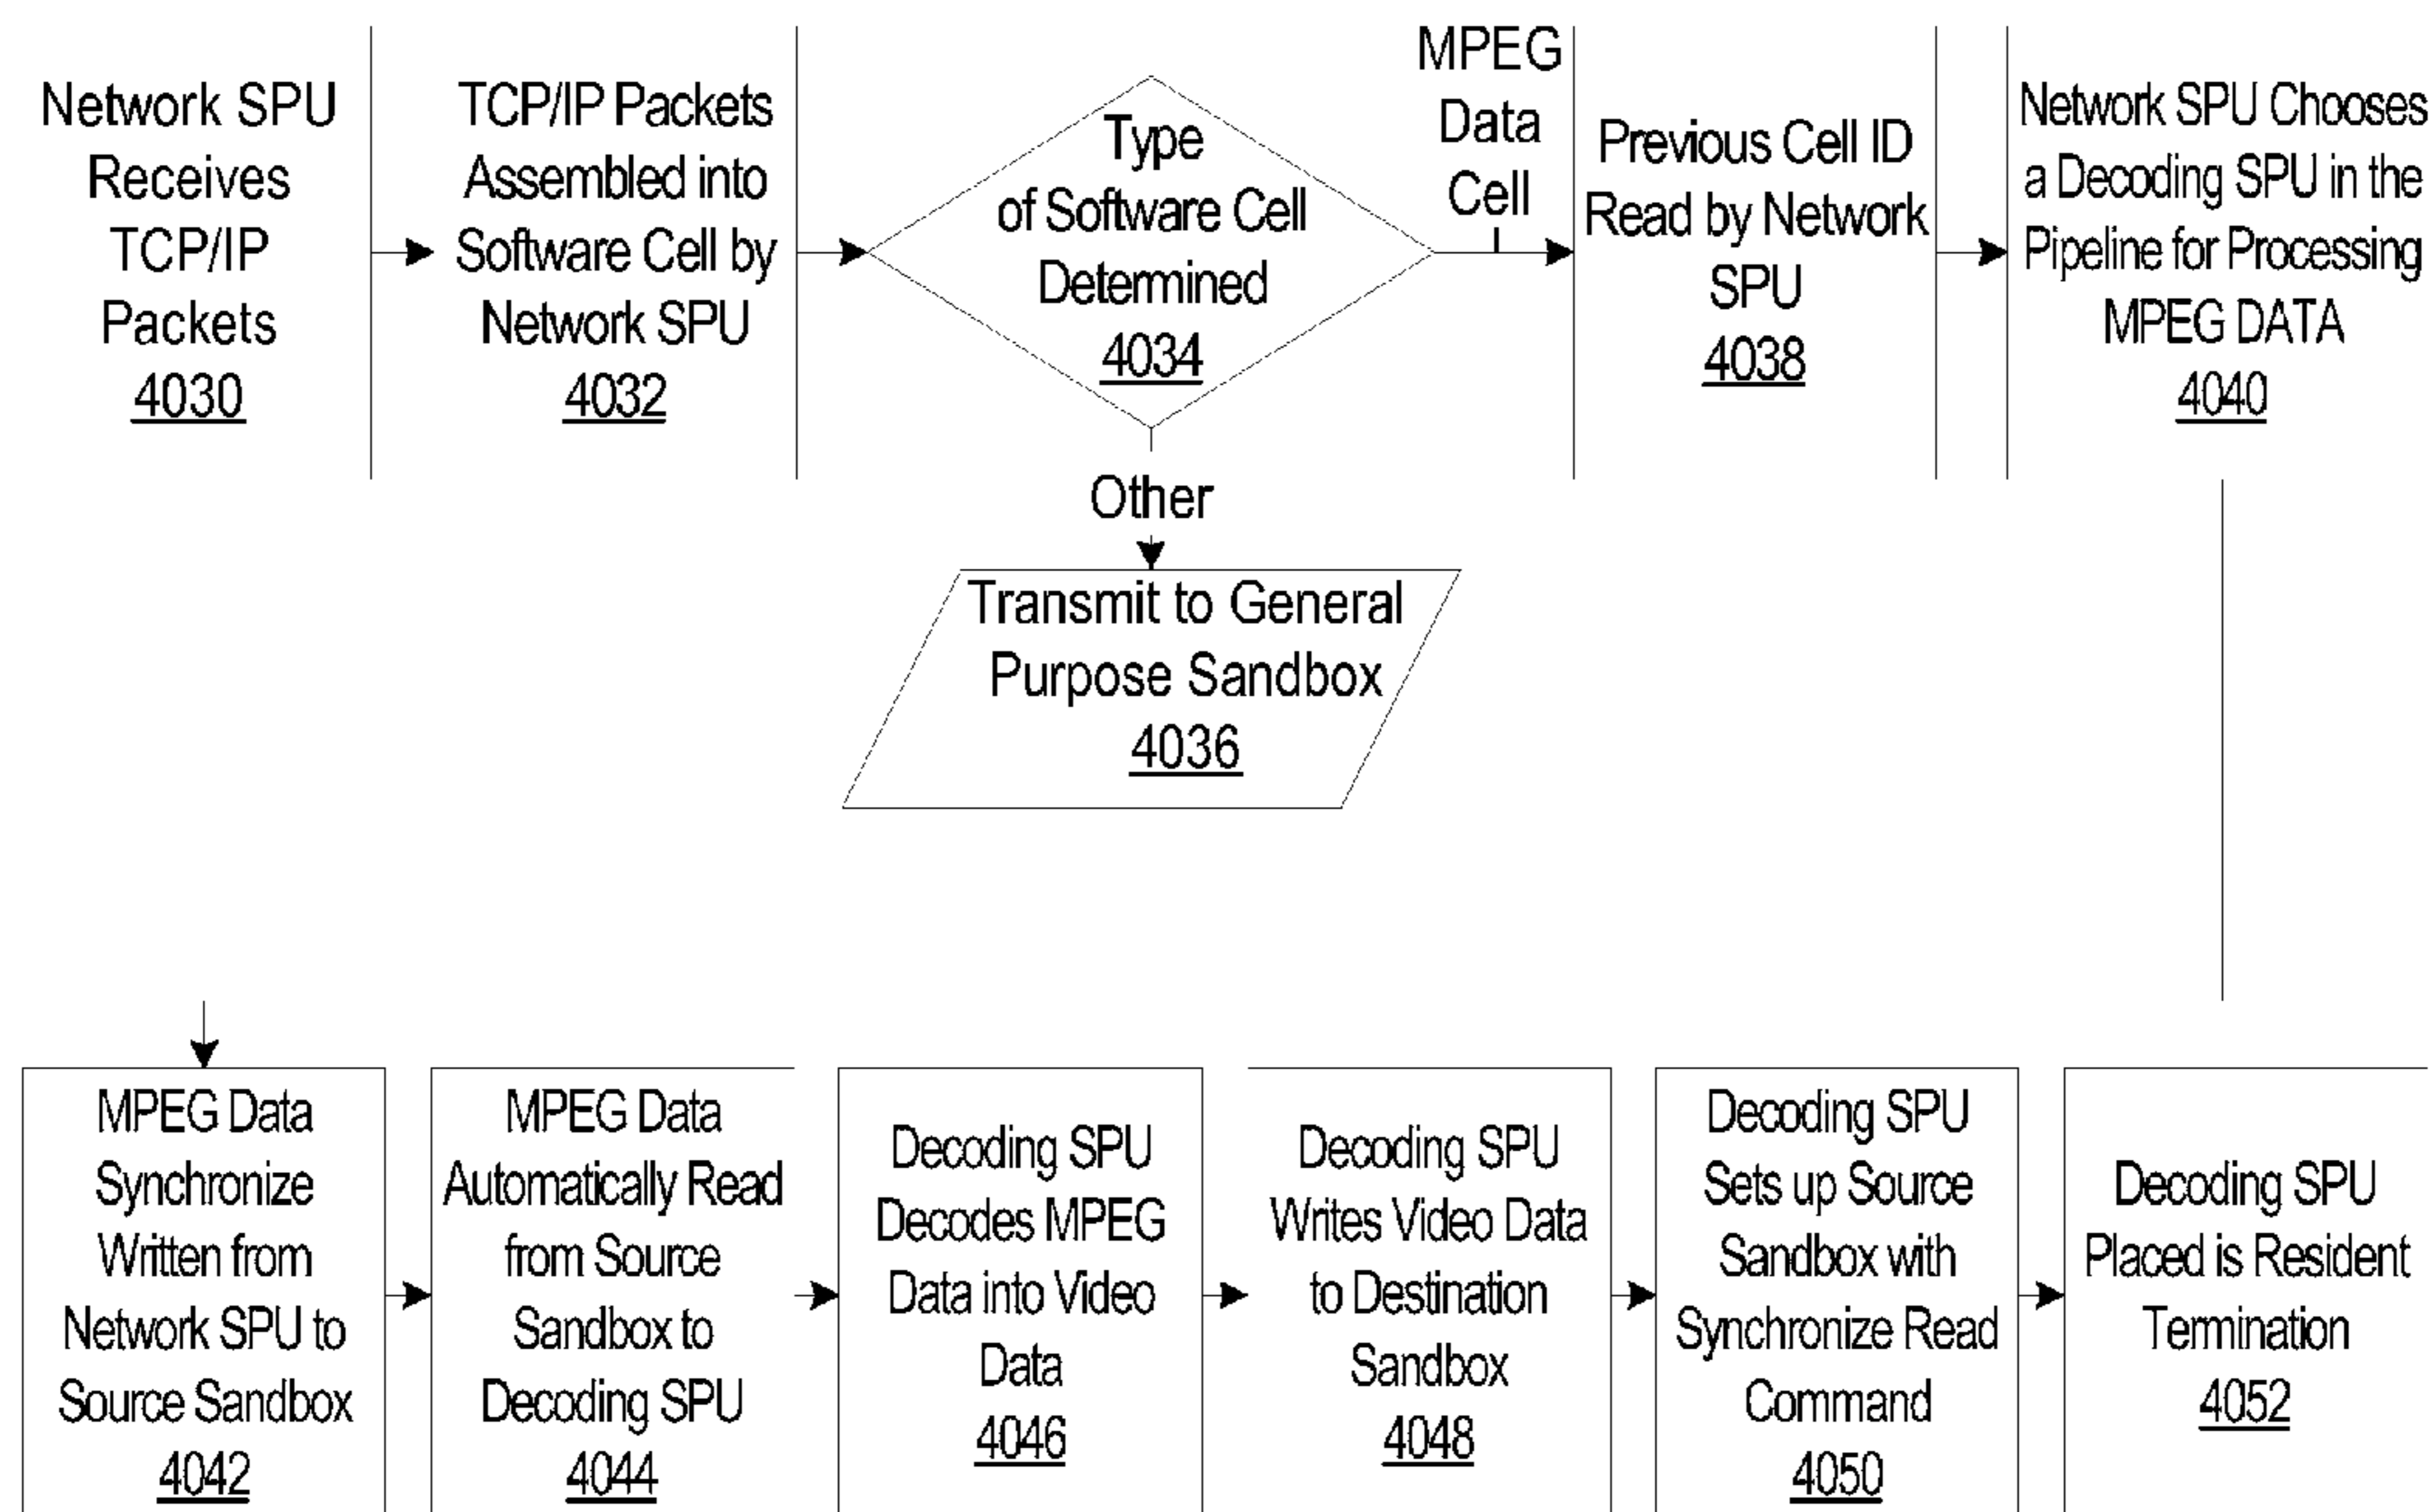 Network SPU
Receives
TCP/IP
Packets
4030
TCP/IP Packets
Assembled into
Software Cell by
Network SPU
4032
Type
of Software Cell
Determined
4034
MPEG
Data
Cell
Previous Cell ID
Read by Network
SPU
4038
Network SPU Chooses
a Decoding SPU in the
Pipeline for Processing
MPEG DATA
4040
Other
Transmit to General
Purpose Sandbox
4036
MPEG Data
Synchronize
Written from
Network SPU to
Source Sandbox
4042
MPEG Data
Automatically Read
from Source
Sandbox to
Decoding SPU
4044
Decoding SPU
Decodes MPEG
Data into Video
Data
4046
Decoding SPU
Writes Video Data
to Destination
Sandbox
4048
Decoding SPU
Sets up Source
Sandbox with
Synchronize Read
Command
4050
Decoding SPU
Placed is Resident
Termination
4052